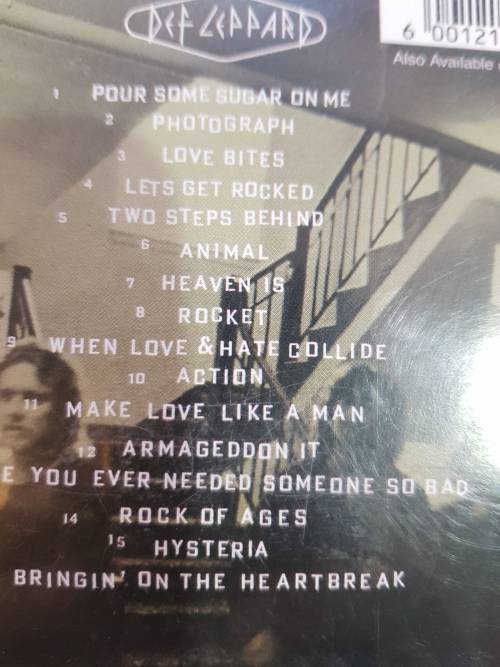 DEF LEPPARD
6 00121
Also Available
1 POUR SOME SUGAR ON ME
2 PHOTOGRAPH
3 LOVE BITES
4 LETS GET ROCKED
5 TWO STEPS BEHIND
6 ANIMAL
7 HEAVEN IS
8 ROCKET
9 WHEN LOVE & HATE COLLIDE
10 ACTION
11 MAKE LOVE LIKE A MAN
12 ARMAGEDDON IT
E YOU EVER NEEDED SOMEONE SO BAD
14 ROCK OF AGES
15 HYSTERIA
BRINGIN' ON THE HEARTBREAK